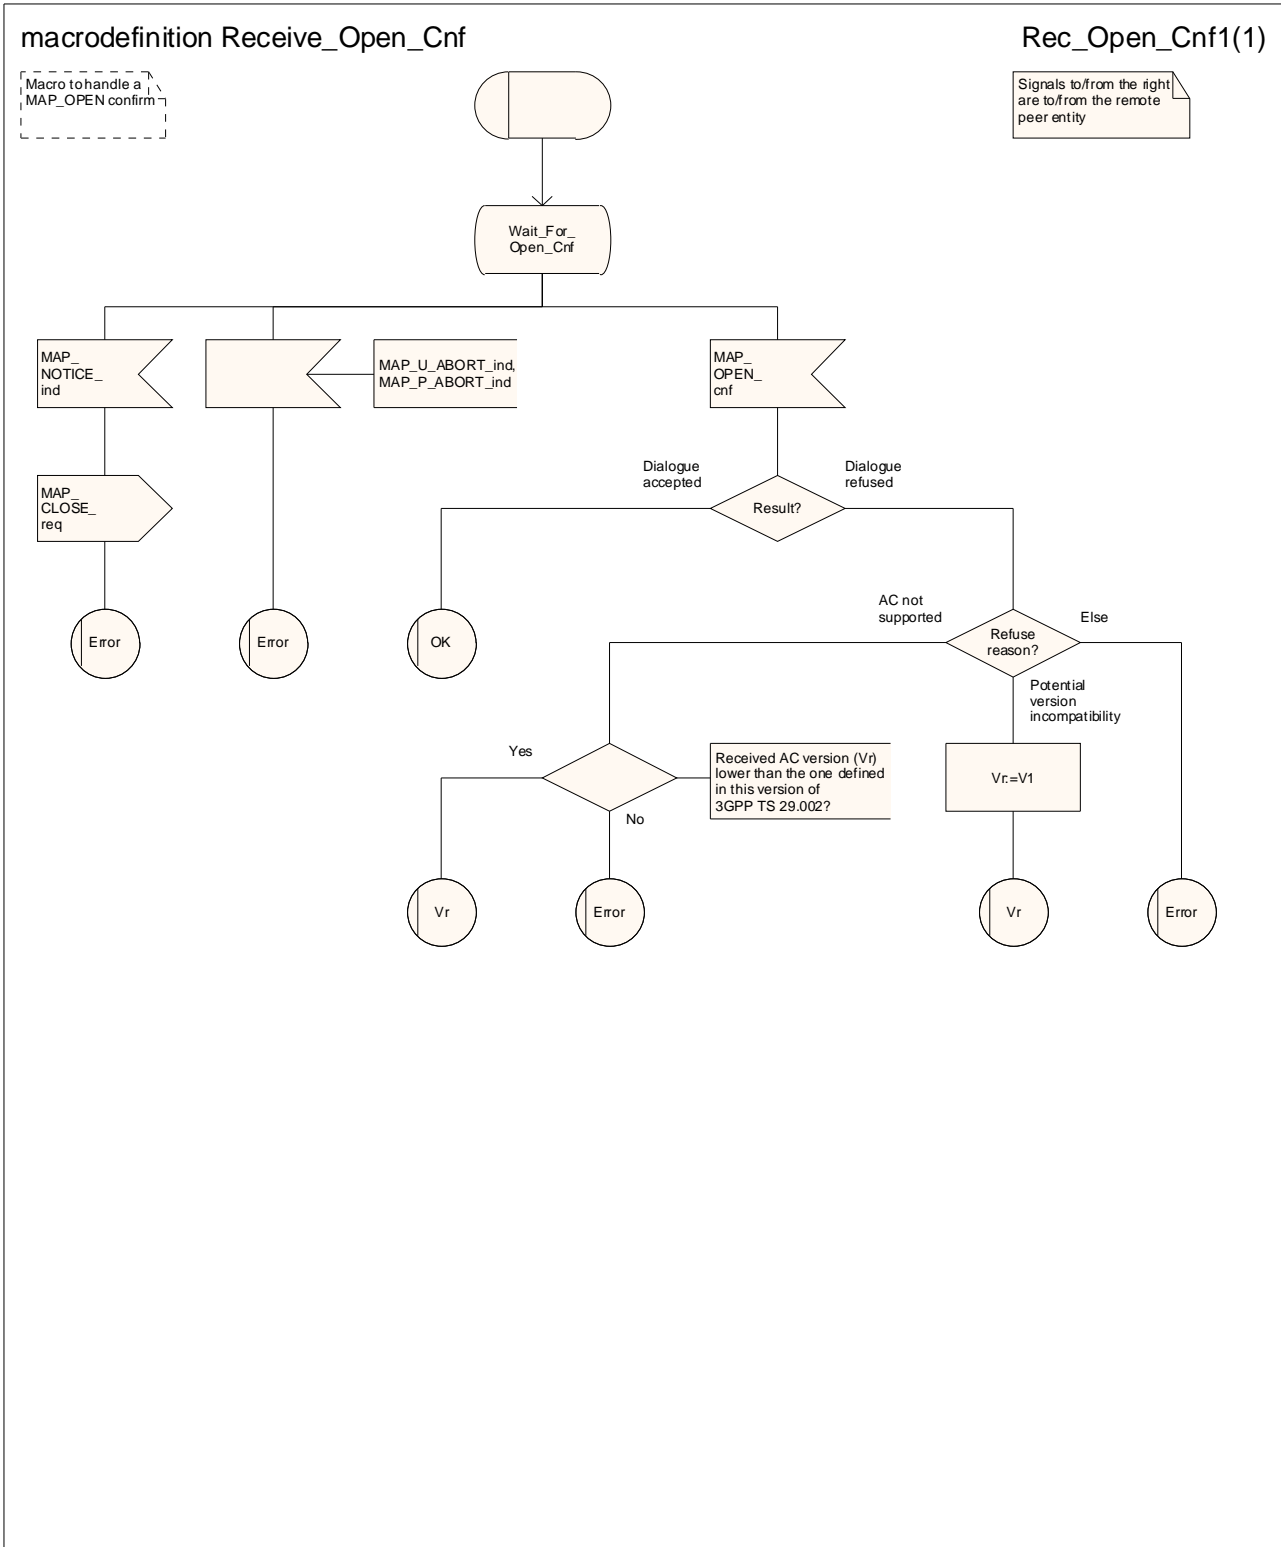 macrodefinition Receive_Open_Cnf
Rec_Open_Cnf1(1)
Macro to handle a
MAP_OPEN confirm
Signals to/from the right
are to/from the remote
peer entity
Wait_For_
Open_Cnf
MAP_
NOTICE_
ind
MAP_U_ABORT_ind,
MAP_P_ABORT_ind
MAP_
OPEN_
cnf
MAP_
CLOSE_
req
Dialogue
accepted
Dialogue
refused
Result?
Error
Error
OK
AC not
supported
Else
Refuse
reason?
Potential
version
incompatibility
Yes
No
Received AC version (Vr)
lower than the one defined
in this version of
3GPP TS 29.002?
Vr:=V1
Vr
Error
Vr
Error